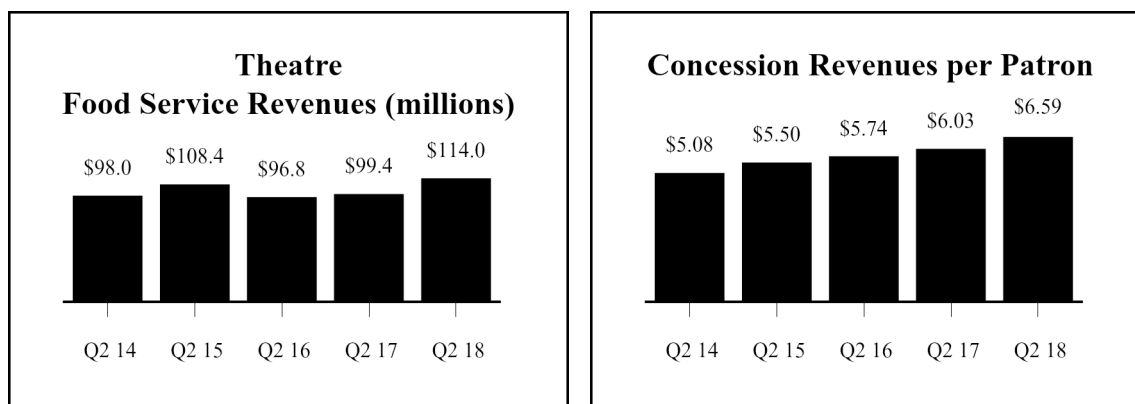 Theatre
Food Service Revenues (millions)
$98.0
$108.4
$96.8
$99.4
$114.0
Q2 14
Q2 15
Q2 16
Q2 17
Q2 18
Concession Revenues per Patron
$5.08
$5.50
$5.74
$6.03
$6.59
Q2 14
Q2 15
Q2 16
Q2 17
Q2 18